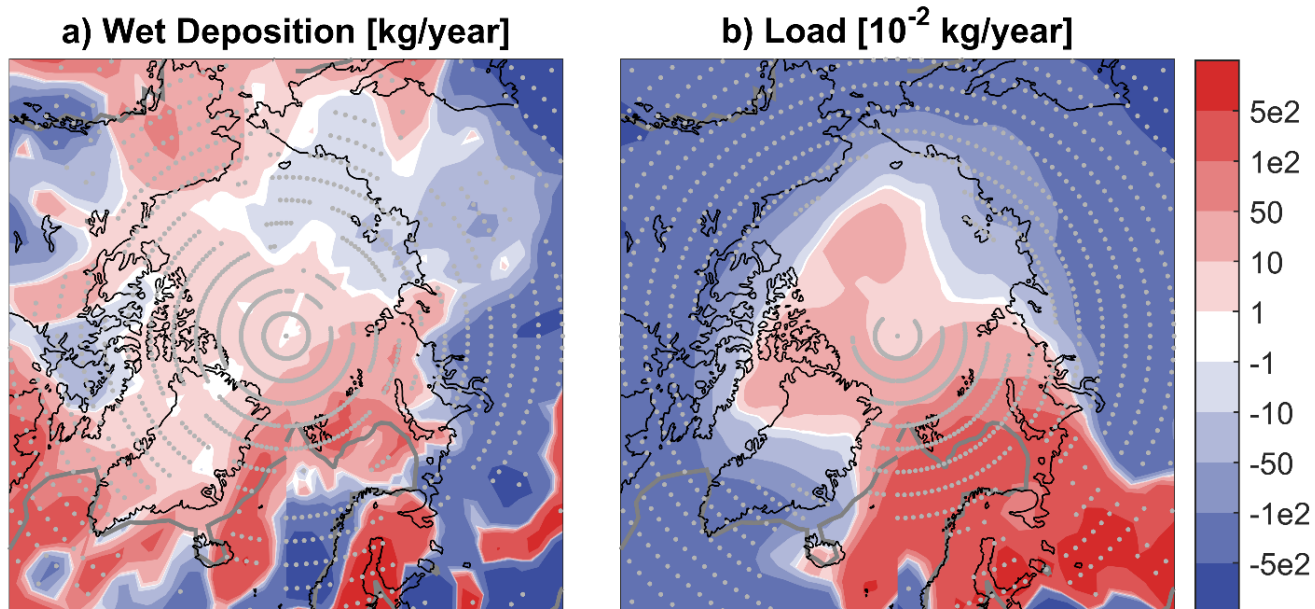 a) Wet Deposition [kg/year]
b) Load [10⁻² kg/year]
5e2
1e2
50
10
1
-1
-10
-50
-1e2
-5e2